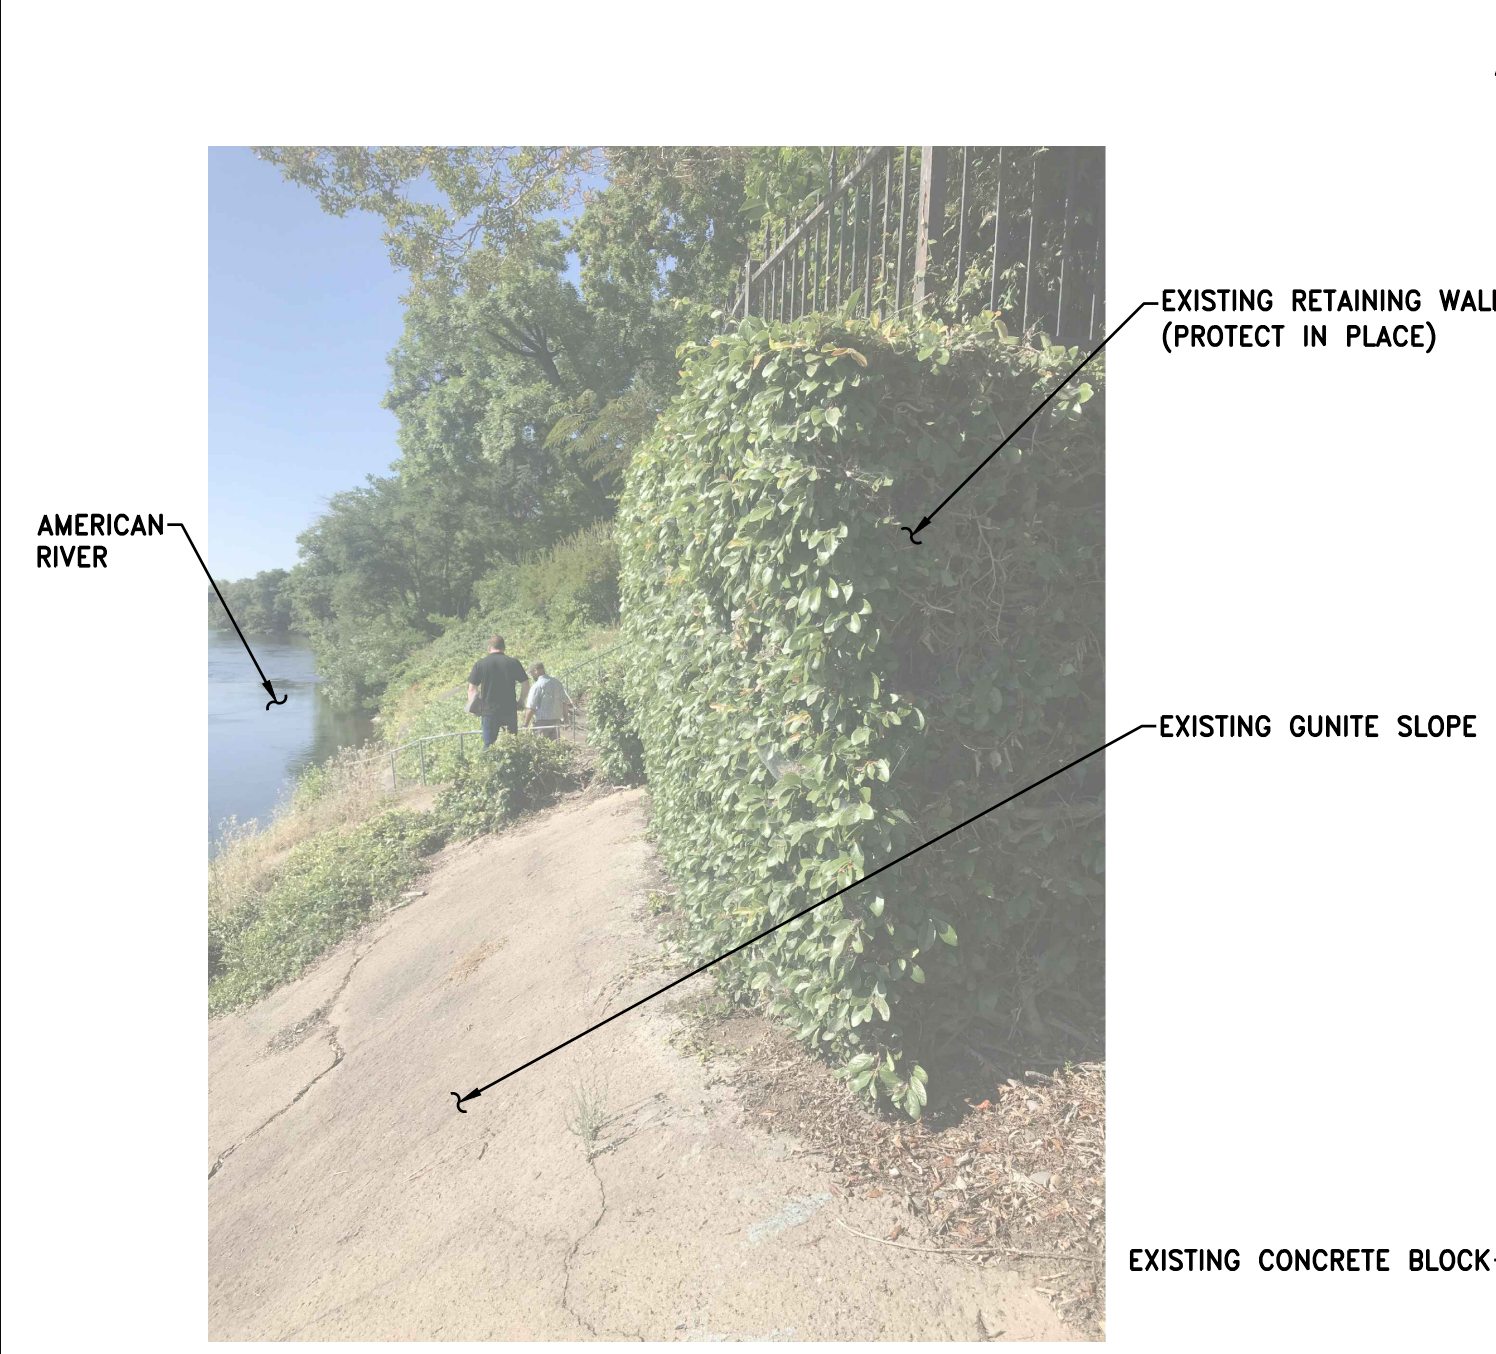 EXISTING RETAINING WALL
(PROTECT IN PLACE)
AMERICAN
RIVER
EXISTING GUNITE SLOPE
EXISTING CONCRETE BLOCK